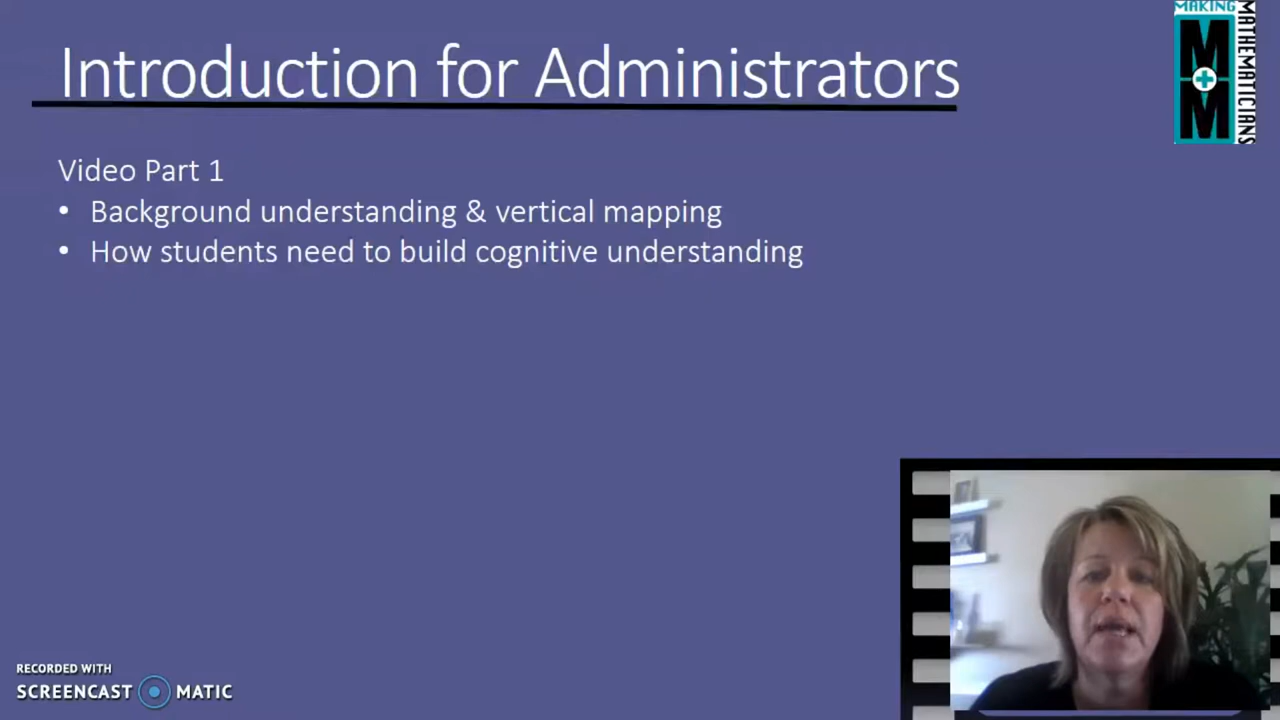 Introduction for Administrators
MAKING
MATHEMATICIANS
M
+
M
Video Part 1
• Background understanding & vertical mapping
• How students need to build cognitive understanding
RECORDED WITH
SCREENCAST MATIC